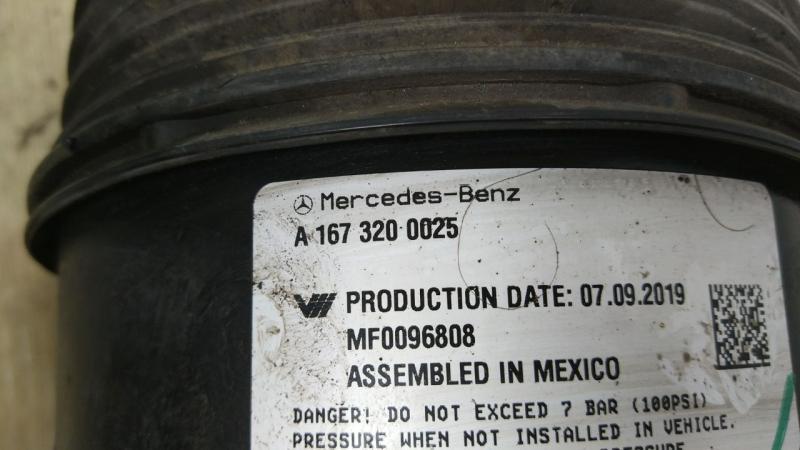 Mercedes-Benz
A 167 320 0025
PRODUCTION DATE: 07.09.2019
MF0096808
ASSEMBLED IN MEXICO
DANGER! DO NOT EXCEED 7 BAR (100PSI)
PRESSURE WHEN NOT INSTALLED IN VEHICLE.
PRESSURE